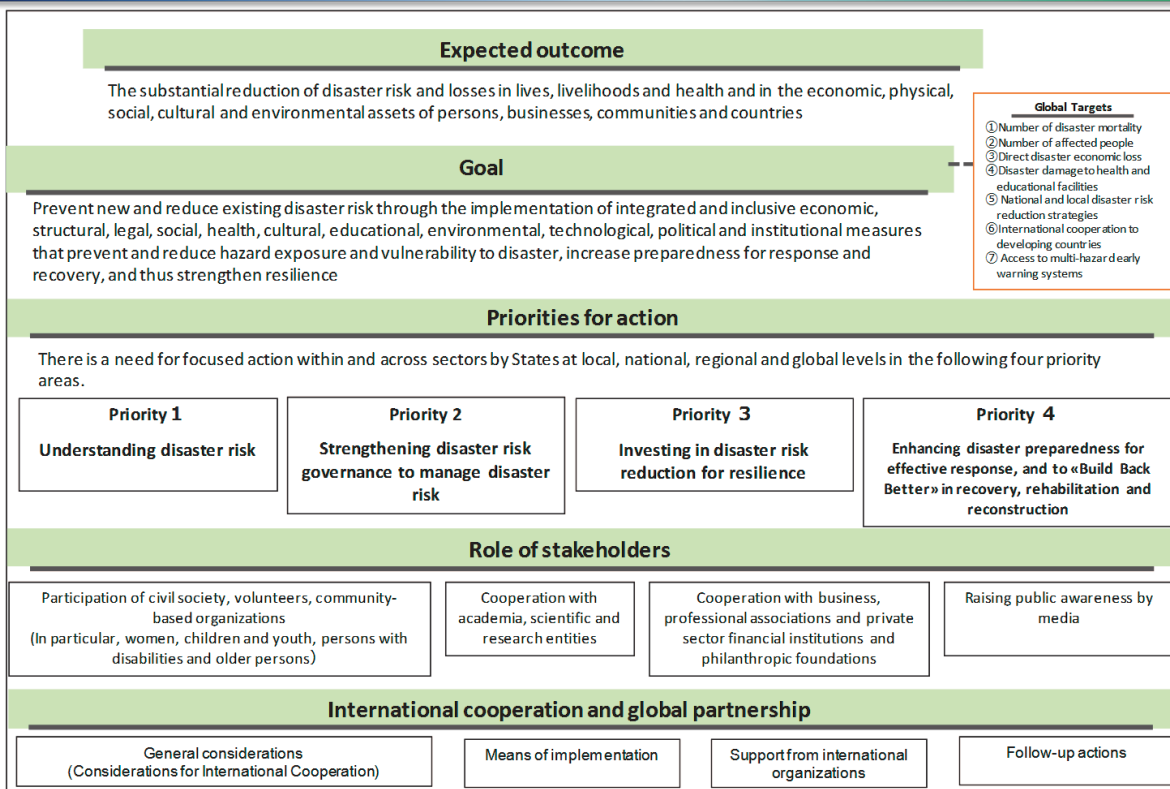 Expected outcome
The substantial reduction of disaster risk and losses in lives, livelihoods and health and in the economic, physical,
social, cultural and environmental assets of persons, businesses, communities and countries
Global Targets
①Number of disaster mortality
②Number of affected people
③Direct disaster economic loss
④Disaster damage to health and
educational facilities
⑤ National and local disaster risk
reduction strategies
⑥International cooperation to
developing countries
⑦ Access to multi-hazard early
warning systems
Goal
Prevent new and reduce existing disaster risk through the implementation of integrated and inclusive economic,
structural, legal, social, health, cultural, educational, environmental, technological, political and institutional measures
that prevent and reduce hazard exposure and vulnerability to disaster, increase preparedness for response and
recovery, and thus strengthen resilience
Priorities for action
There is a need for focused action within and across sectors by States at local, national, regional and global levels in the following four priority
areas.
Priority 1
Understanding disaster risk
Priority 2
Strengthening disaster risk
governance to manage disaster
risk
Priority 3
Investing in disaster risk
reduction for resilience
Priority 4
Enhancing disaster preparedness for
effective response, and to «Build Back
Better» in recovery, rehabilitation and
reconstruction
Role of stakeholders
Participation of civil society, volunteers, community-
based organizations
(In particular, women, children and youth, persons with
disabilities and older persons)
Cooperation with
academia, scientific and
research entities
Cooperation with business,
professional associations and private
sector financial institutions and
philanthropic foundations
Raising public awareness by
media
International cooperation and global partnership
General considerations
(Considerations for International Cooperation)
Means of implementation
Support from international
organizations
Follow-up actions